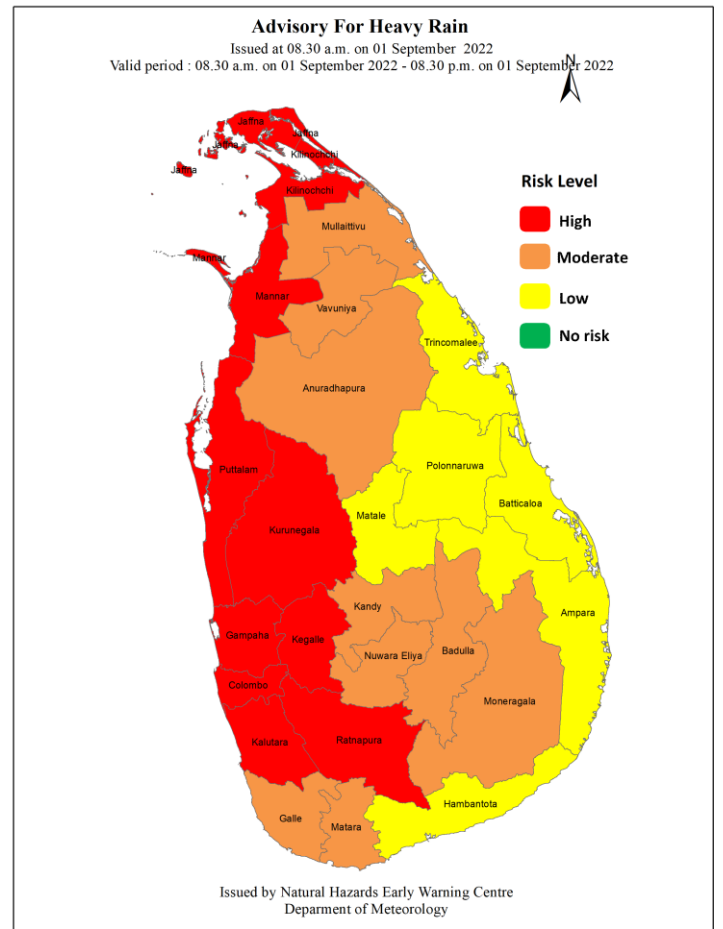 Advisory For Heavy Rain
Issued at 08.30 a.m. on 01 September 2022
Valid period : 08.30 a.m. on 01 September 2022 - 08.30 p.m. on 01 September 2022
N
Jaffna
Jaffna
Jaffna
Kilinochchi
Jaffna
Kilinochchi
Risk Level
High
Mullaittivu
Moderate
Mannar
Mannar
Low
Vavuniya
No risk
Trincomalee
Anuradhapura
Puttalam
Polonnaruwa
Kurunegala
Matale
Batticaloa
Kandy
Ampara
Gampaha
Kegalle
Nuwara Eliya
Badulla
Colombo
Moneragala
Kalutara
Ratnapura
Hambantota
Galle
Matara
Issued by Natural Hazards Early Warning Centre
Deparment of Meteorology